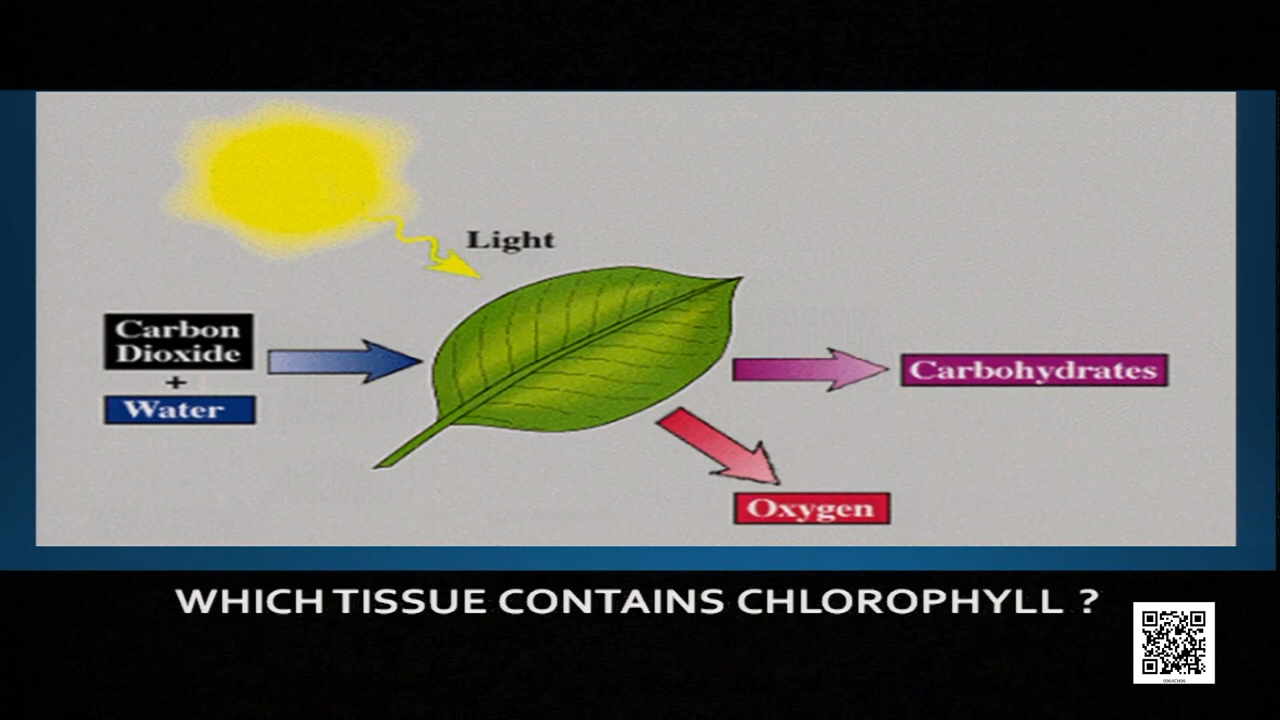 Light
Carbon
Dioxide
+
Water
Carbohydrates
Oxygen
WHICH TISSUE CONTAINS CHLOROPHYLL ?